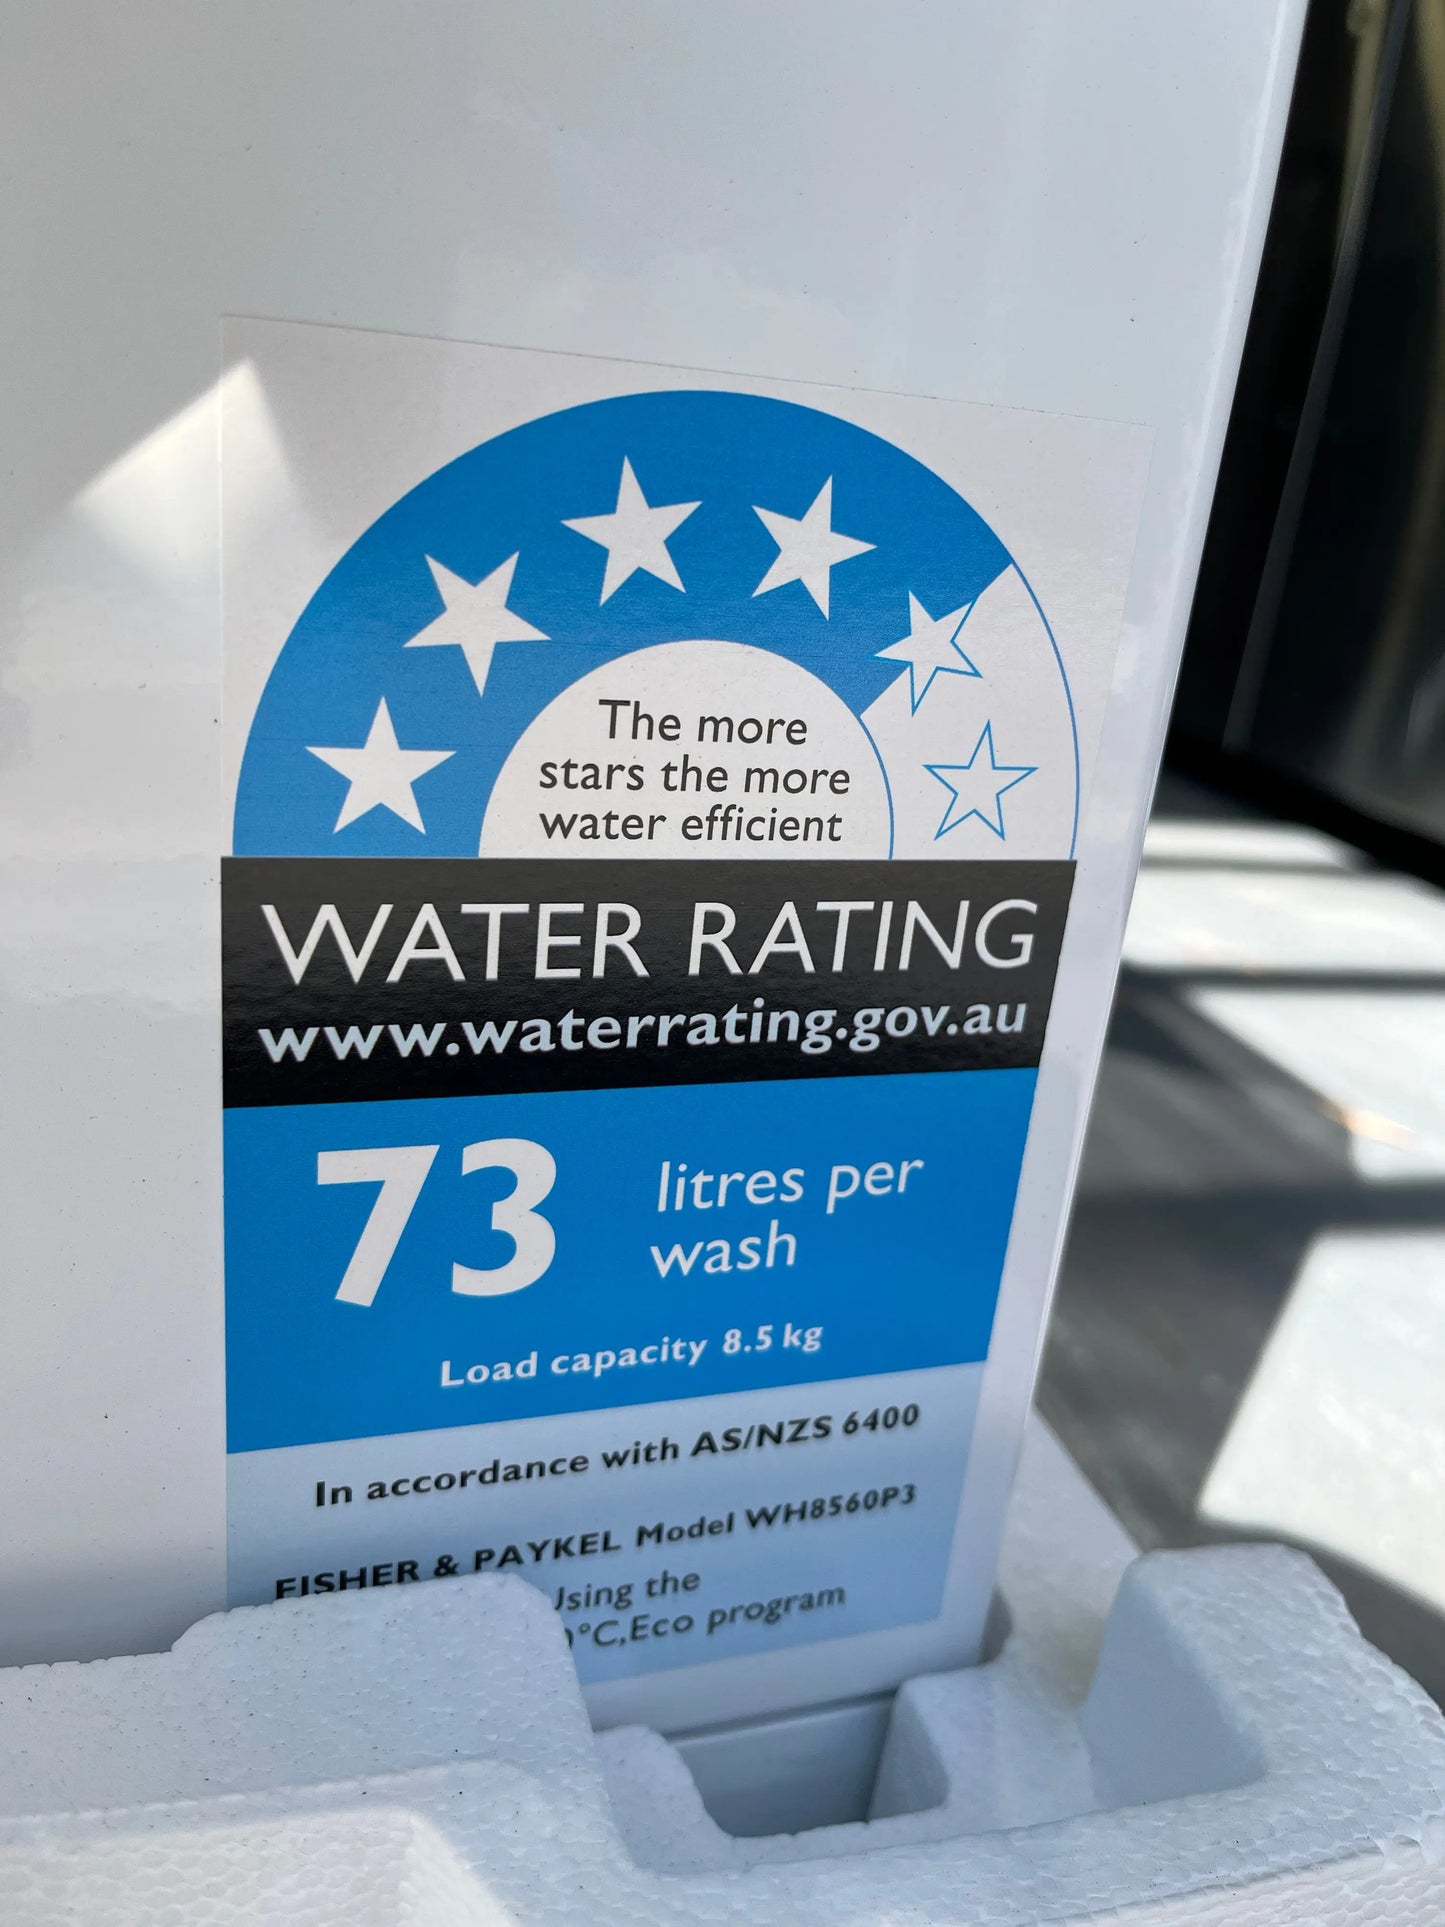 The more
stars the more
water efficient
WATER RATING
www.waterrating.gov.au
73 litres per
wash
Load capacity 8.5 kg
In accordance with AS/NZS 6400
FISHER & PAYKEL Model WH8560P3
the
°C,Eco program